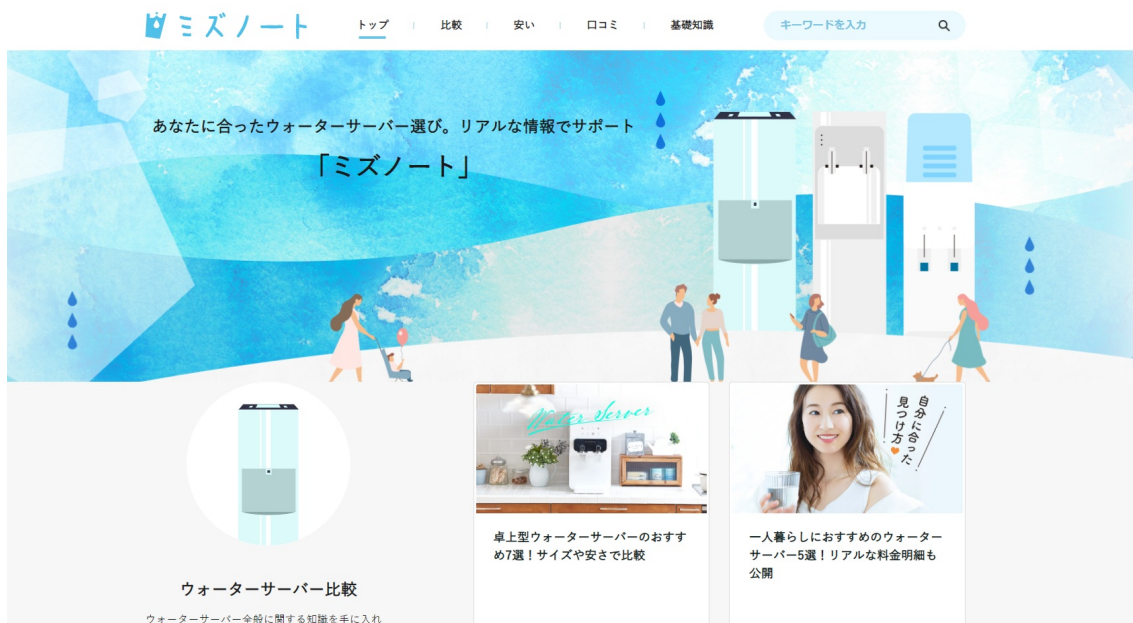 ミズノート
トップ
比較
安い
口コミ
基礎知識
キーワードを入力
あなたに合ったウォーターサーバー選び。リアルな情報でサポート
「ミズノート」
ウォーターサーバー比較
ウォーターサーバー全般に関する知識を手に入れ
Water Server
卓上型ウォーターサーバーのおすす
め7選！サイズや安さで比較
自分に合った
見つけ方
一人暮らしにおすすめのウォーター
サーバー5選！リアルな料金明細も
公開